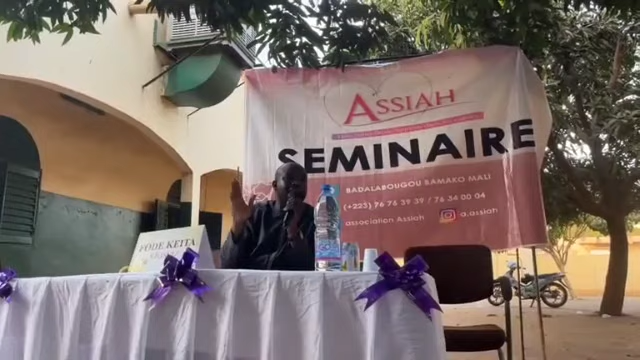 ASSIAH
SEMINAIRE
BADALABOUGOU BAMAKO MALI
(+223) 76 76 39 39 / 76 34 00 04
association Assiah
a.assiah
FODE KEITA